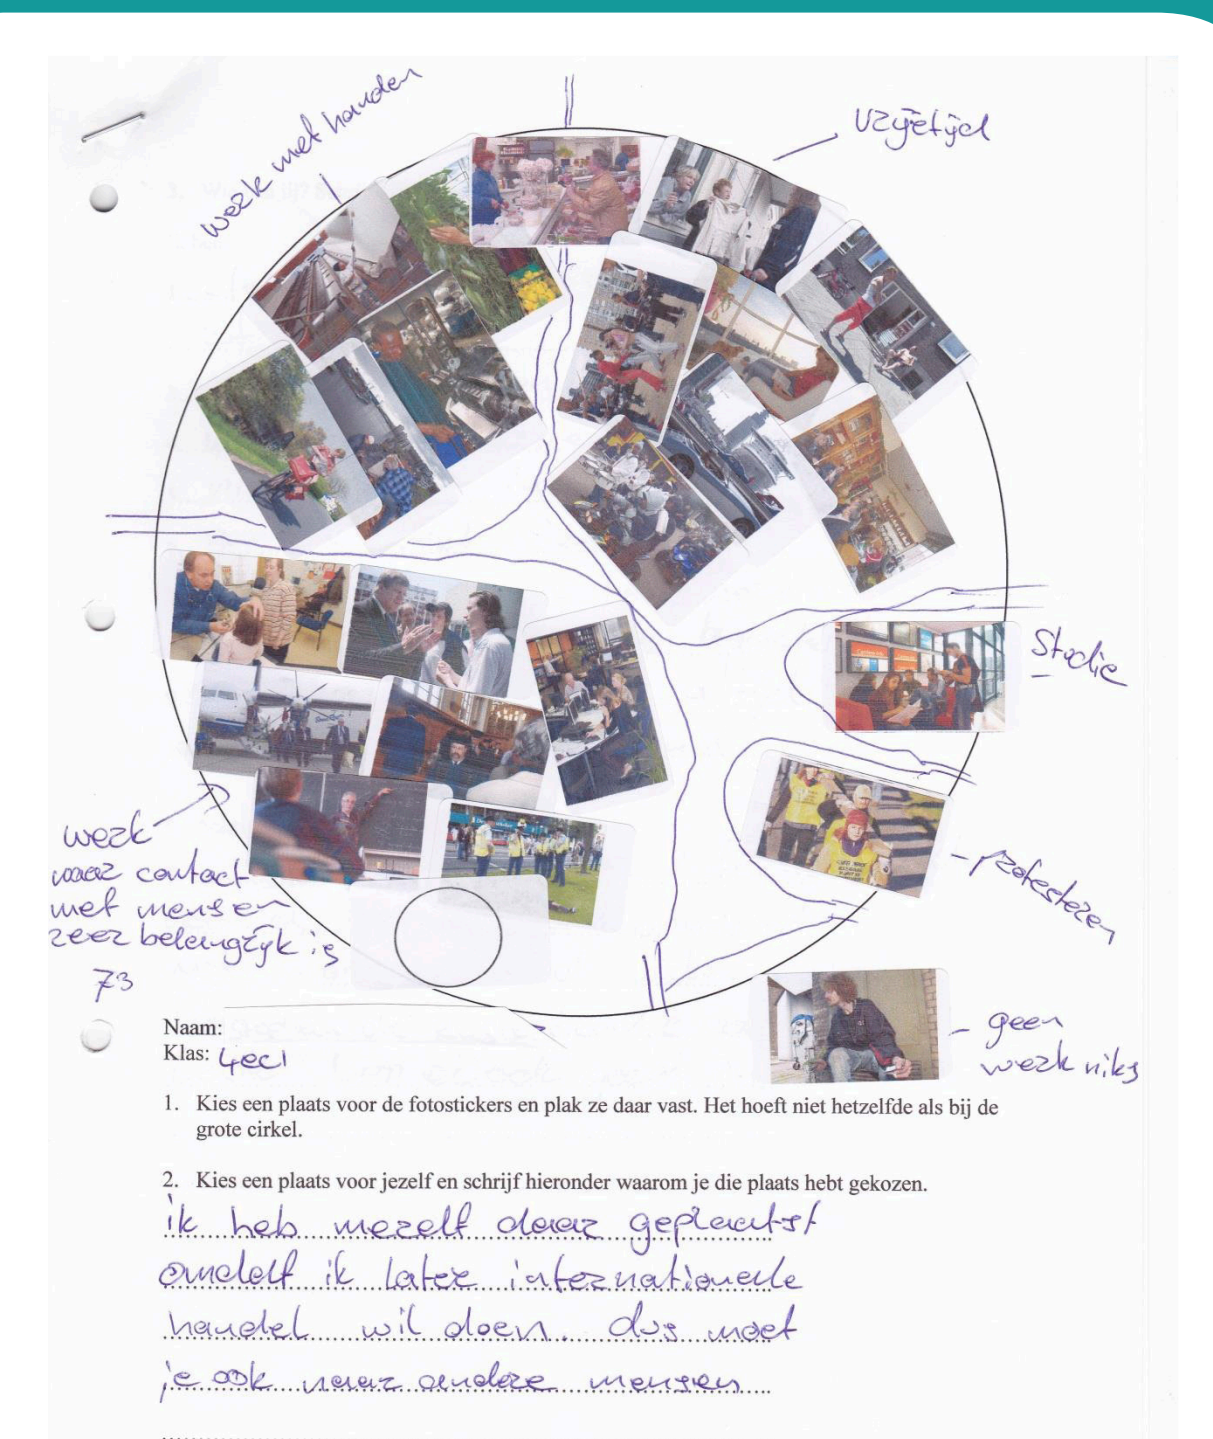 werk met handen
vrijetijd
Studie
protesteren
geen
werk niks
werk
waar contact
met mensen
zeer belangrijk is
73
Naam:
Klas: 4ec1
1. Kies een plaats voor de fotostickers en plak ze daar vast. Het hoeft niet hetzelfde als bij de
grote cirkel.
2. Kies een plaats voor jezelf en schrijf hieronder waarom je die plaats hebt gekozen.
ik heb mezelf daar geplaatst
omdat ik later internationale
handel wil doen. dus moet
je ook naar andere mensen